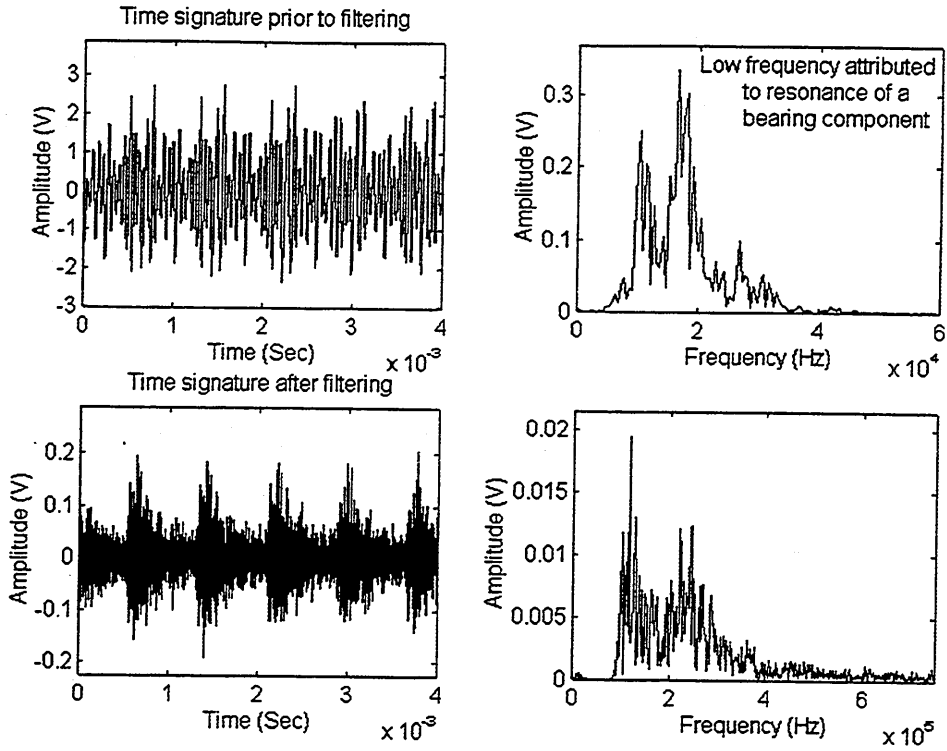 Time signature prior to filtering
Amplitude (V)
3
2
1
0
-1
-2
-3
0
1
2
3
4
Time (Sec)
x 10-3
Low frequency attributed
to resonance of a
bearing component
Amplitude (V)
0.3
0.2
0.1
0
0
2
4
6
Frequency (Hz)
x 10^4
Time signature after filtering
Amplitude (V)
0.2
0.1
0
-0.1
-0.2
0
1
2
3
4
Time (Sec)
x 10-3
Amplitude (V)
0.02
0.015
0.01
0.005
0
0
2
4
6
Frequency (Hz)
x 10^5